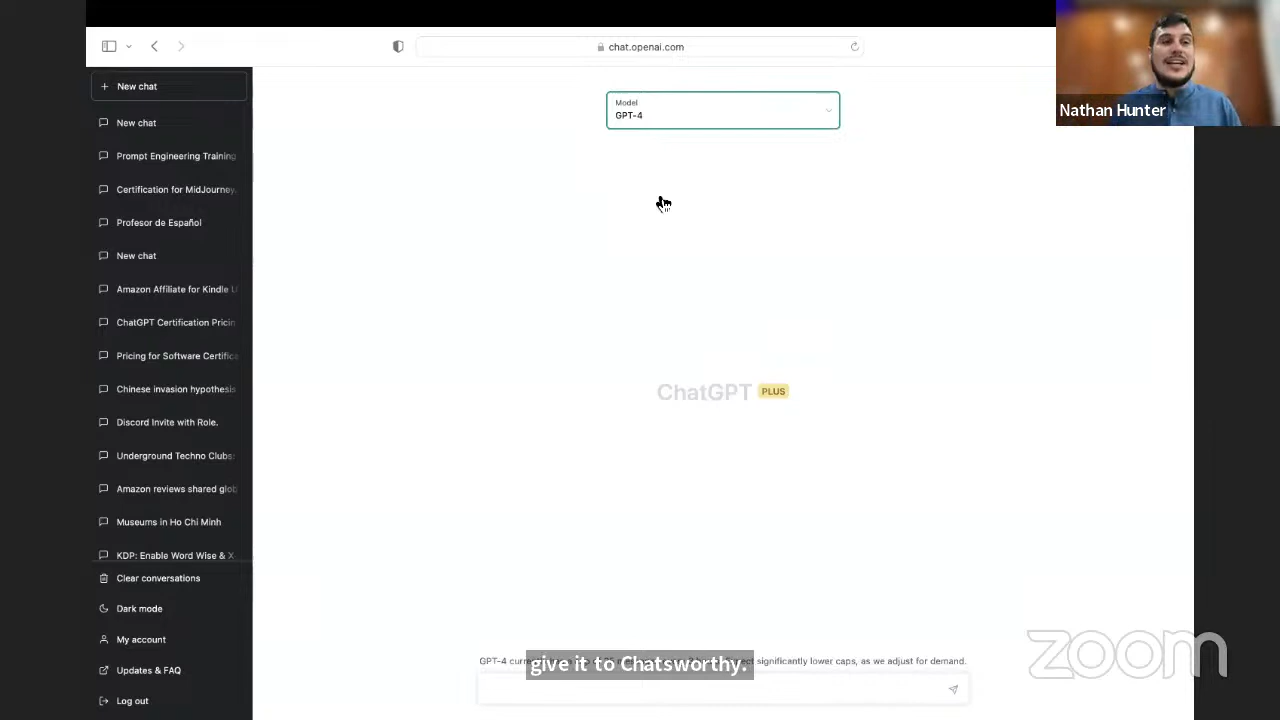 chat.openai.com
New chat
New chat
Prompt Engineering Training
Certification for MidJourney.
Profesor de Español
New chat
Amazon Affiliate for Kindle U
ChatGPT Certification Pricin
Pricing for Software Certifica
Chinese invasion hypothesis
Discord Invite with Role.
Underground Techno Clubs
Amazon reviews shared glob
Museums in Ho Chi Minh
KDP: Enable Word Wise & X
Clear conversations
Dark mode
My account
Updates & FAQ
Log out
Model
GPT-4
Nathan Hunter
ChatGPT PLUS
GPT-4 significantly lower caps, as we adjust for demand.
give it to Chatsworthy.
zoom